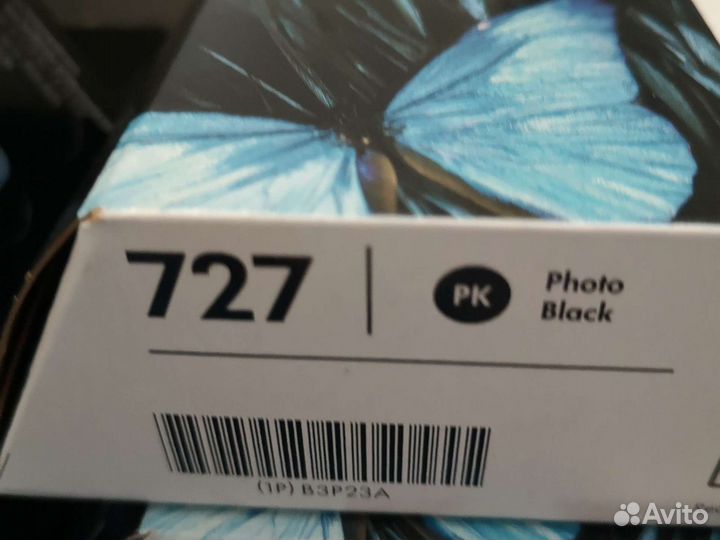 727
PK
Photo
Black
(1P) B3P23A
Avito